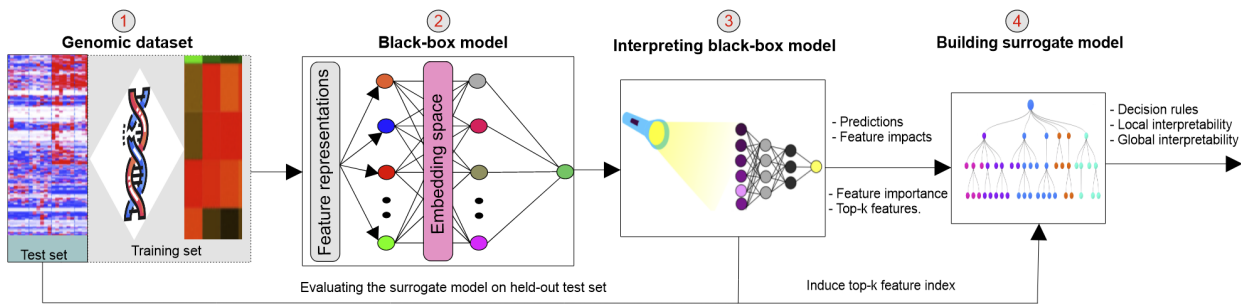 1
Genomic dataset
Test set
Training set
2
Black-box model
Feature representations
Embedding space
3
Interpreting black-box model
- Predictions
- Feature impacts
- Feature importance
- Top-k features.
4
Building surrogate model
- Decision rules
- Local interpretability
- Global interpretability
Evaluating the surrogate model on held-out test set
Induce top-k feature index